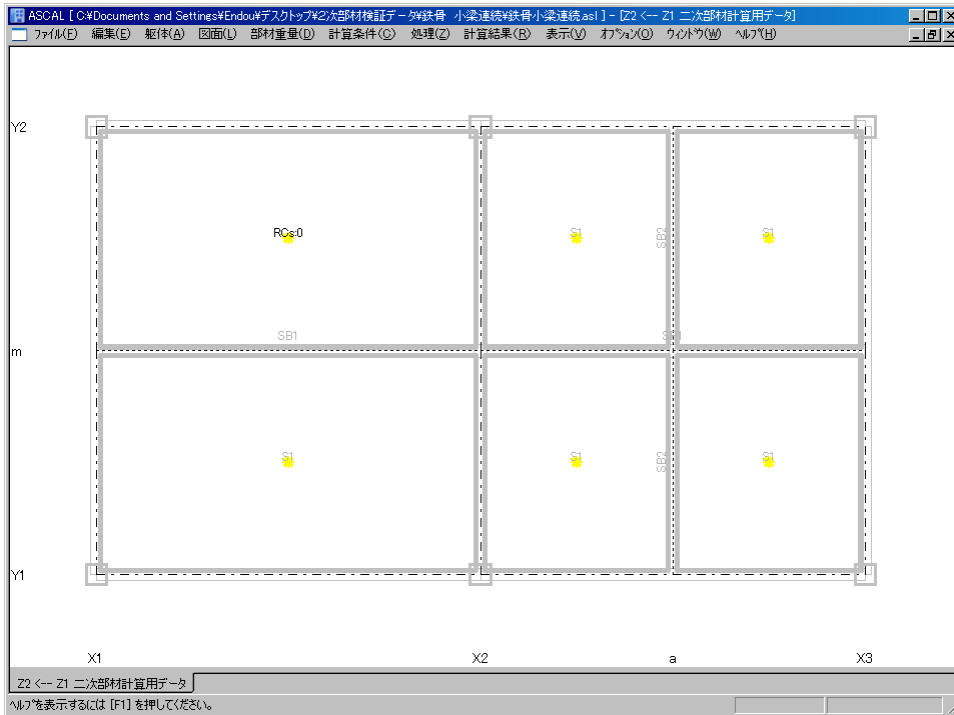 ASCAL [ C:¥Documents and Settings¥Endou¥デスクトップ¥2次部材検証データ¥鉄骨 小梁連続¥鉄骨小梁連続.asl ] - [Z2 <-- Z1 二次部材計算用データ]
ファイル(F) 編集(E) 躯体(A) 図面(L) 部材重量(D) 計算条件(C) 処理(Z) 計算結果(R) 表示(V) オプション(O) ウィンドウ(W) ヘルプ(H)
Y2
RCs:0
S1
SB2
S1
SB1
m
S1
S1
SB2
S1
Y1
X1 X2 a X3
Z2 <-- Z1 二次部材計算用データ
ヘルプを表示するには [F1] を押してください。